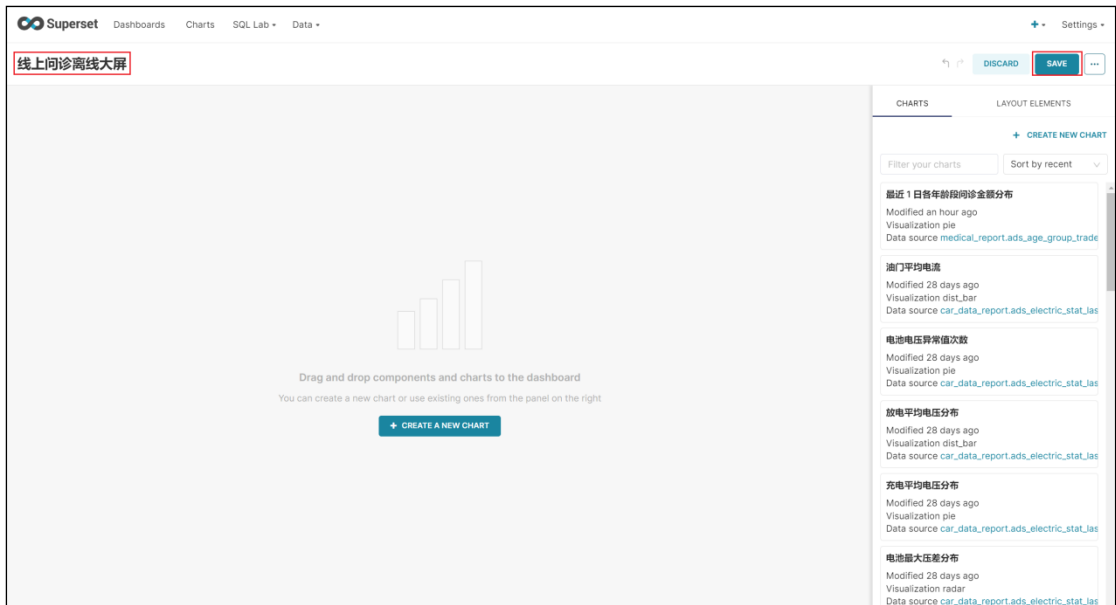 Superset Dashboards Charts SQL Lab Data Settings
线上问诊离线大屏 DISCARD SAVE ...
CHARTS LAYOUT ELEMENTS
+ CREATE NEW CHART
Filter your charts Sort by recent
最近 1 日各年龄段问诊金额分布
Modified an hour ago
Visualization pie
Data source medical_report.ads_age_group_trade
油门平均电流
Modified 28 days ago
Visualization dist_bar
Data source car_data_report.ads_electric_stat_las
电池电压异常值次数
Modified 28 days ago
Visualization pie
Data source car_data_report.ads_electric_stat_las
放电平均电压分布
Modified 28 days ago
Visualization dist_bar
Data source car_data_report.ads_electric_stat_las
充电平均电压分布
Modified 28 days ago
Visualization pie
Data source car_data_report.ads_electric_stat_las
电池最大压差分布
Modified 28 days ago
Visualization radar
Data source car_data_report.ads_electric_stat_las
Drag and drop components and charts to the dashboard
You can create a new chart or use existing ones from the panel on the right
+ CREATE A NEW CHART